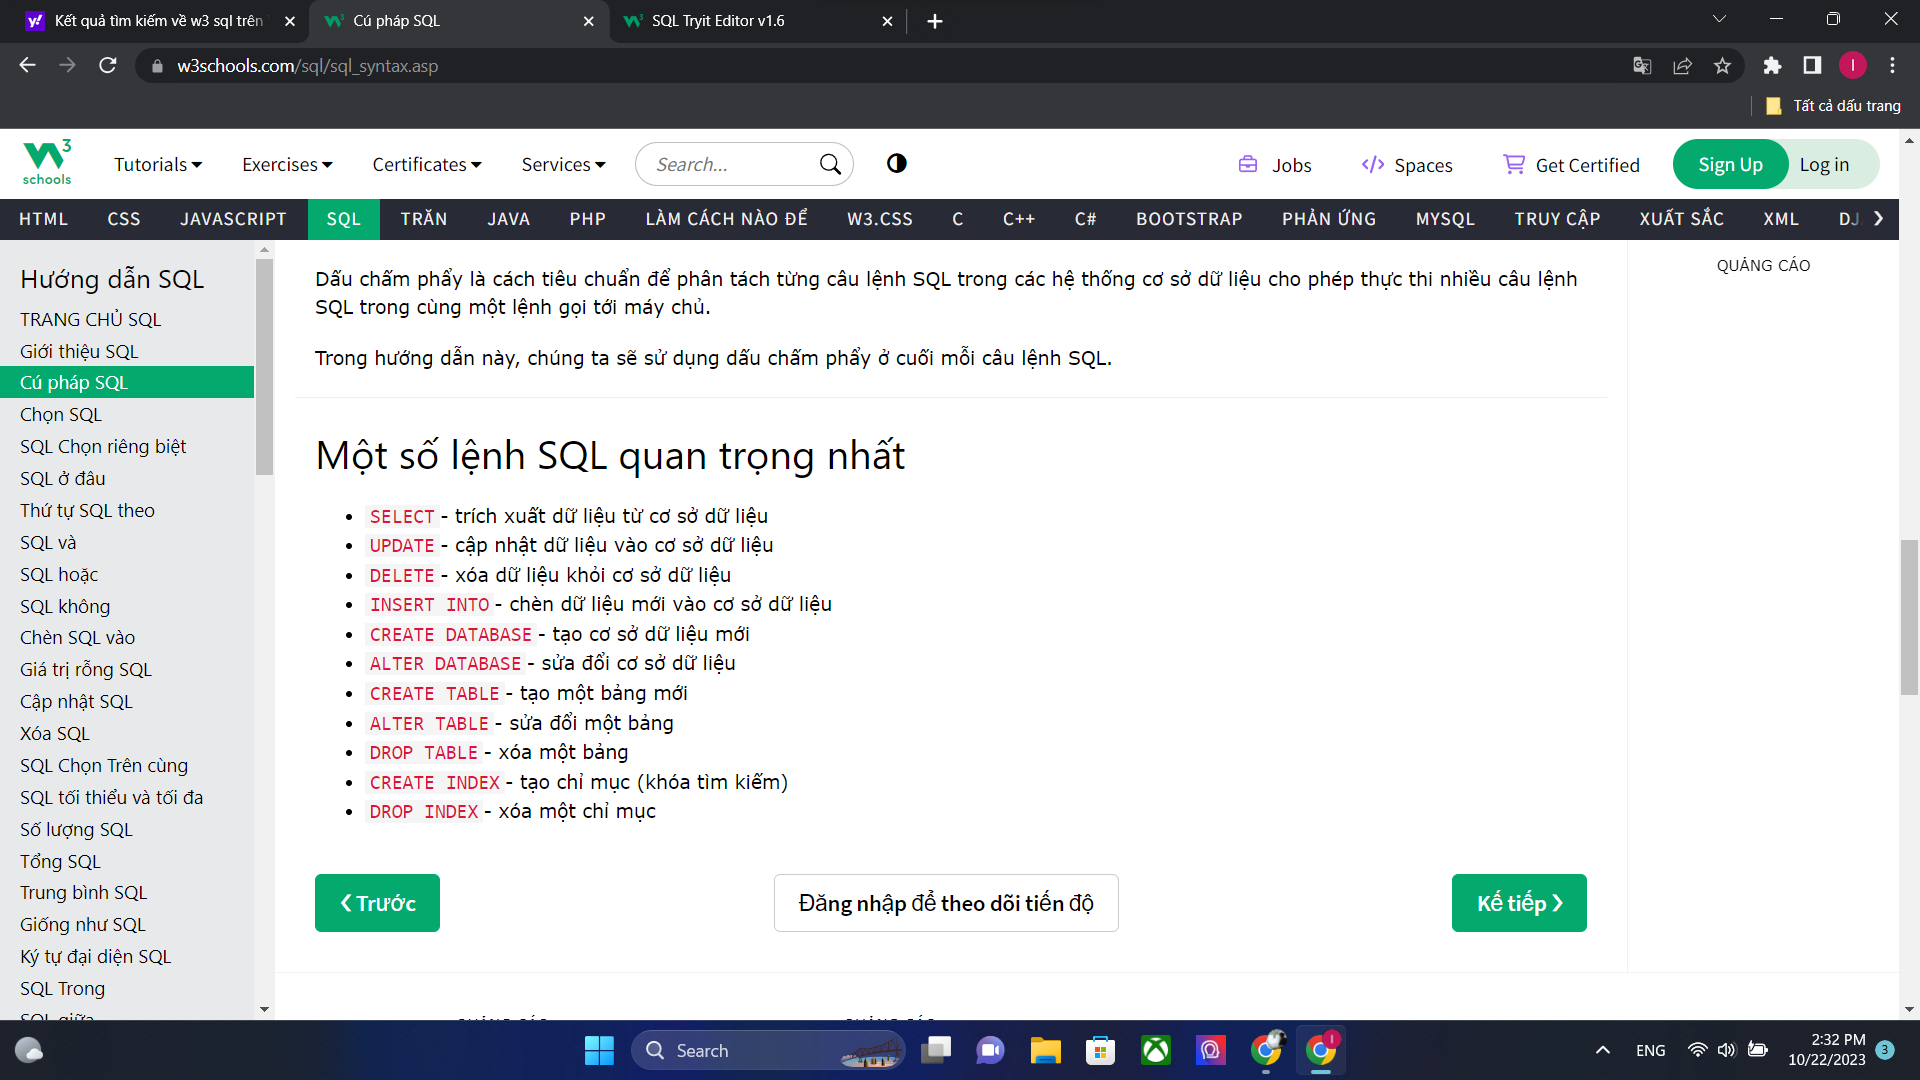 Kết quả tìm kiếm về w3 sql trên
Cú pháp SQL
SQL Tryit Editor v1.6
w3schools.com/sql/sql_syntax.asp
I
Tất cả dấu trang
W3
schools
Tutorials
Exercises
Certificates
Services
Search...
Jobs
Spaces
Get Certified
Sign Up
Log in
HTML
CSS
JAVASCRIPT
SQL
TRĂN
JAVA
PHP
LÀM CÁCH NÀO ĐỂ
W3.CSS
C
C++
C#
BOOTSTRAP
PHẢN ỨNG
MYSQL
TRUY CẬP
XUẤT SẮC
XML
DJ
Hướng dẫn SQL
TRANG CHỦ SQL
Giới thiệu SQL
Cú pháp SQL
Chọn SQL
SQL Chọn riêng biệt
SQL ở đâu
Thứ tự SQL theo
SQL và
SQL hoặc
SQL không
Chèn SQL vào
Giá trị rỗng SQL
Cập nhật SQL
Xóa SQL
SQL Chọn Trên cùng
SQL tối thiểu và tối đa
Số lượng SQL
Tổng SQL
Trung bình SQL
Giống như SQL
Ký tự đại diện SQL
SQL Trong
SQL giữa
Dấu chấm phẩy là cách tiêu chuẩn để phân tách từng câu lệnh SQL trong các hệ thống cơ sở dữ liệu cho phép thực thi nhiều câu lệnh
SQL trong cùng một lệnh gọi tới máy chủ.
Trong hướng dẫn này, chúng ta sẽ sử dụng dấu chấm phẩy ở cuối mỗi câu lệnh SQL.
Một số lệnh SQL quan trọng nhất
• SELECT - trích xuất dữ liệu từ cơ sở dữ liệu
• UPDATE - cập nhật dữ liệu vào cơ sở dữ liệu
• DELETE - xóa dữ liệu khỏi cơ sở dữ liệu
• INSERT INTO - chèn dữ liệu mới vào cơ sở dữ liệu
• CREATE DATABASE - tạo cơ sở dữ liệu mới
• ALTER DATABASE - sửa đổi cơ sở dữ liệu
• CREATE TABLE - tạo một bảng mới
• ALTER TABLE - sửa đổi một bảng
• DROP TABLE - xóa một bảng
• CREATE INDEX - tạo chỉ mục (khóa tìm kiếm)
• DROP INDEX - xóa một chỉ mục
❮ Trước
Đăng nhập để theo dõi tiến độ
Kế tiếp ❯
QUẢNG CÁO
QUẢNG CÁO
QUẢNG CÁO
Search
ENG
2:32 PM
10/22/2023
3